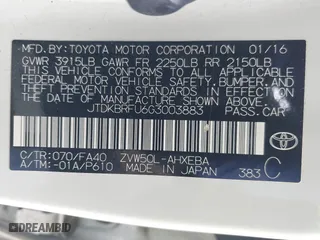 MFD. BY: TOYOTA MOTOR CORPORATION 01/16
GVWR 3915LB GAWR FR 2250LB RR 2150LB
THIS VEHICLE CONFORMS TO ALL APPLICABLE
FEDERAL MOTOR VEHICLE SAFETY, BUMPER, AND
THEFT PREVENTION STANDARDS IN EFFECT ON
THE DATE OF MANUFACTURE SHOWN ABOVE.
JTDKBRFU6G3003883 PASS.CAR
C/TR:070/FA40 ZVW50L-AHXEBA
A/TM:-01A/P610 MADE IN JAPAN 383
C
TOYOTA